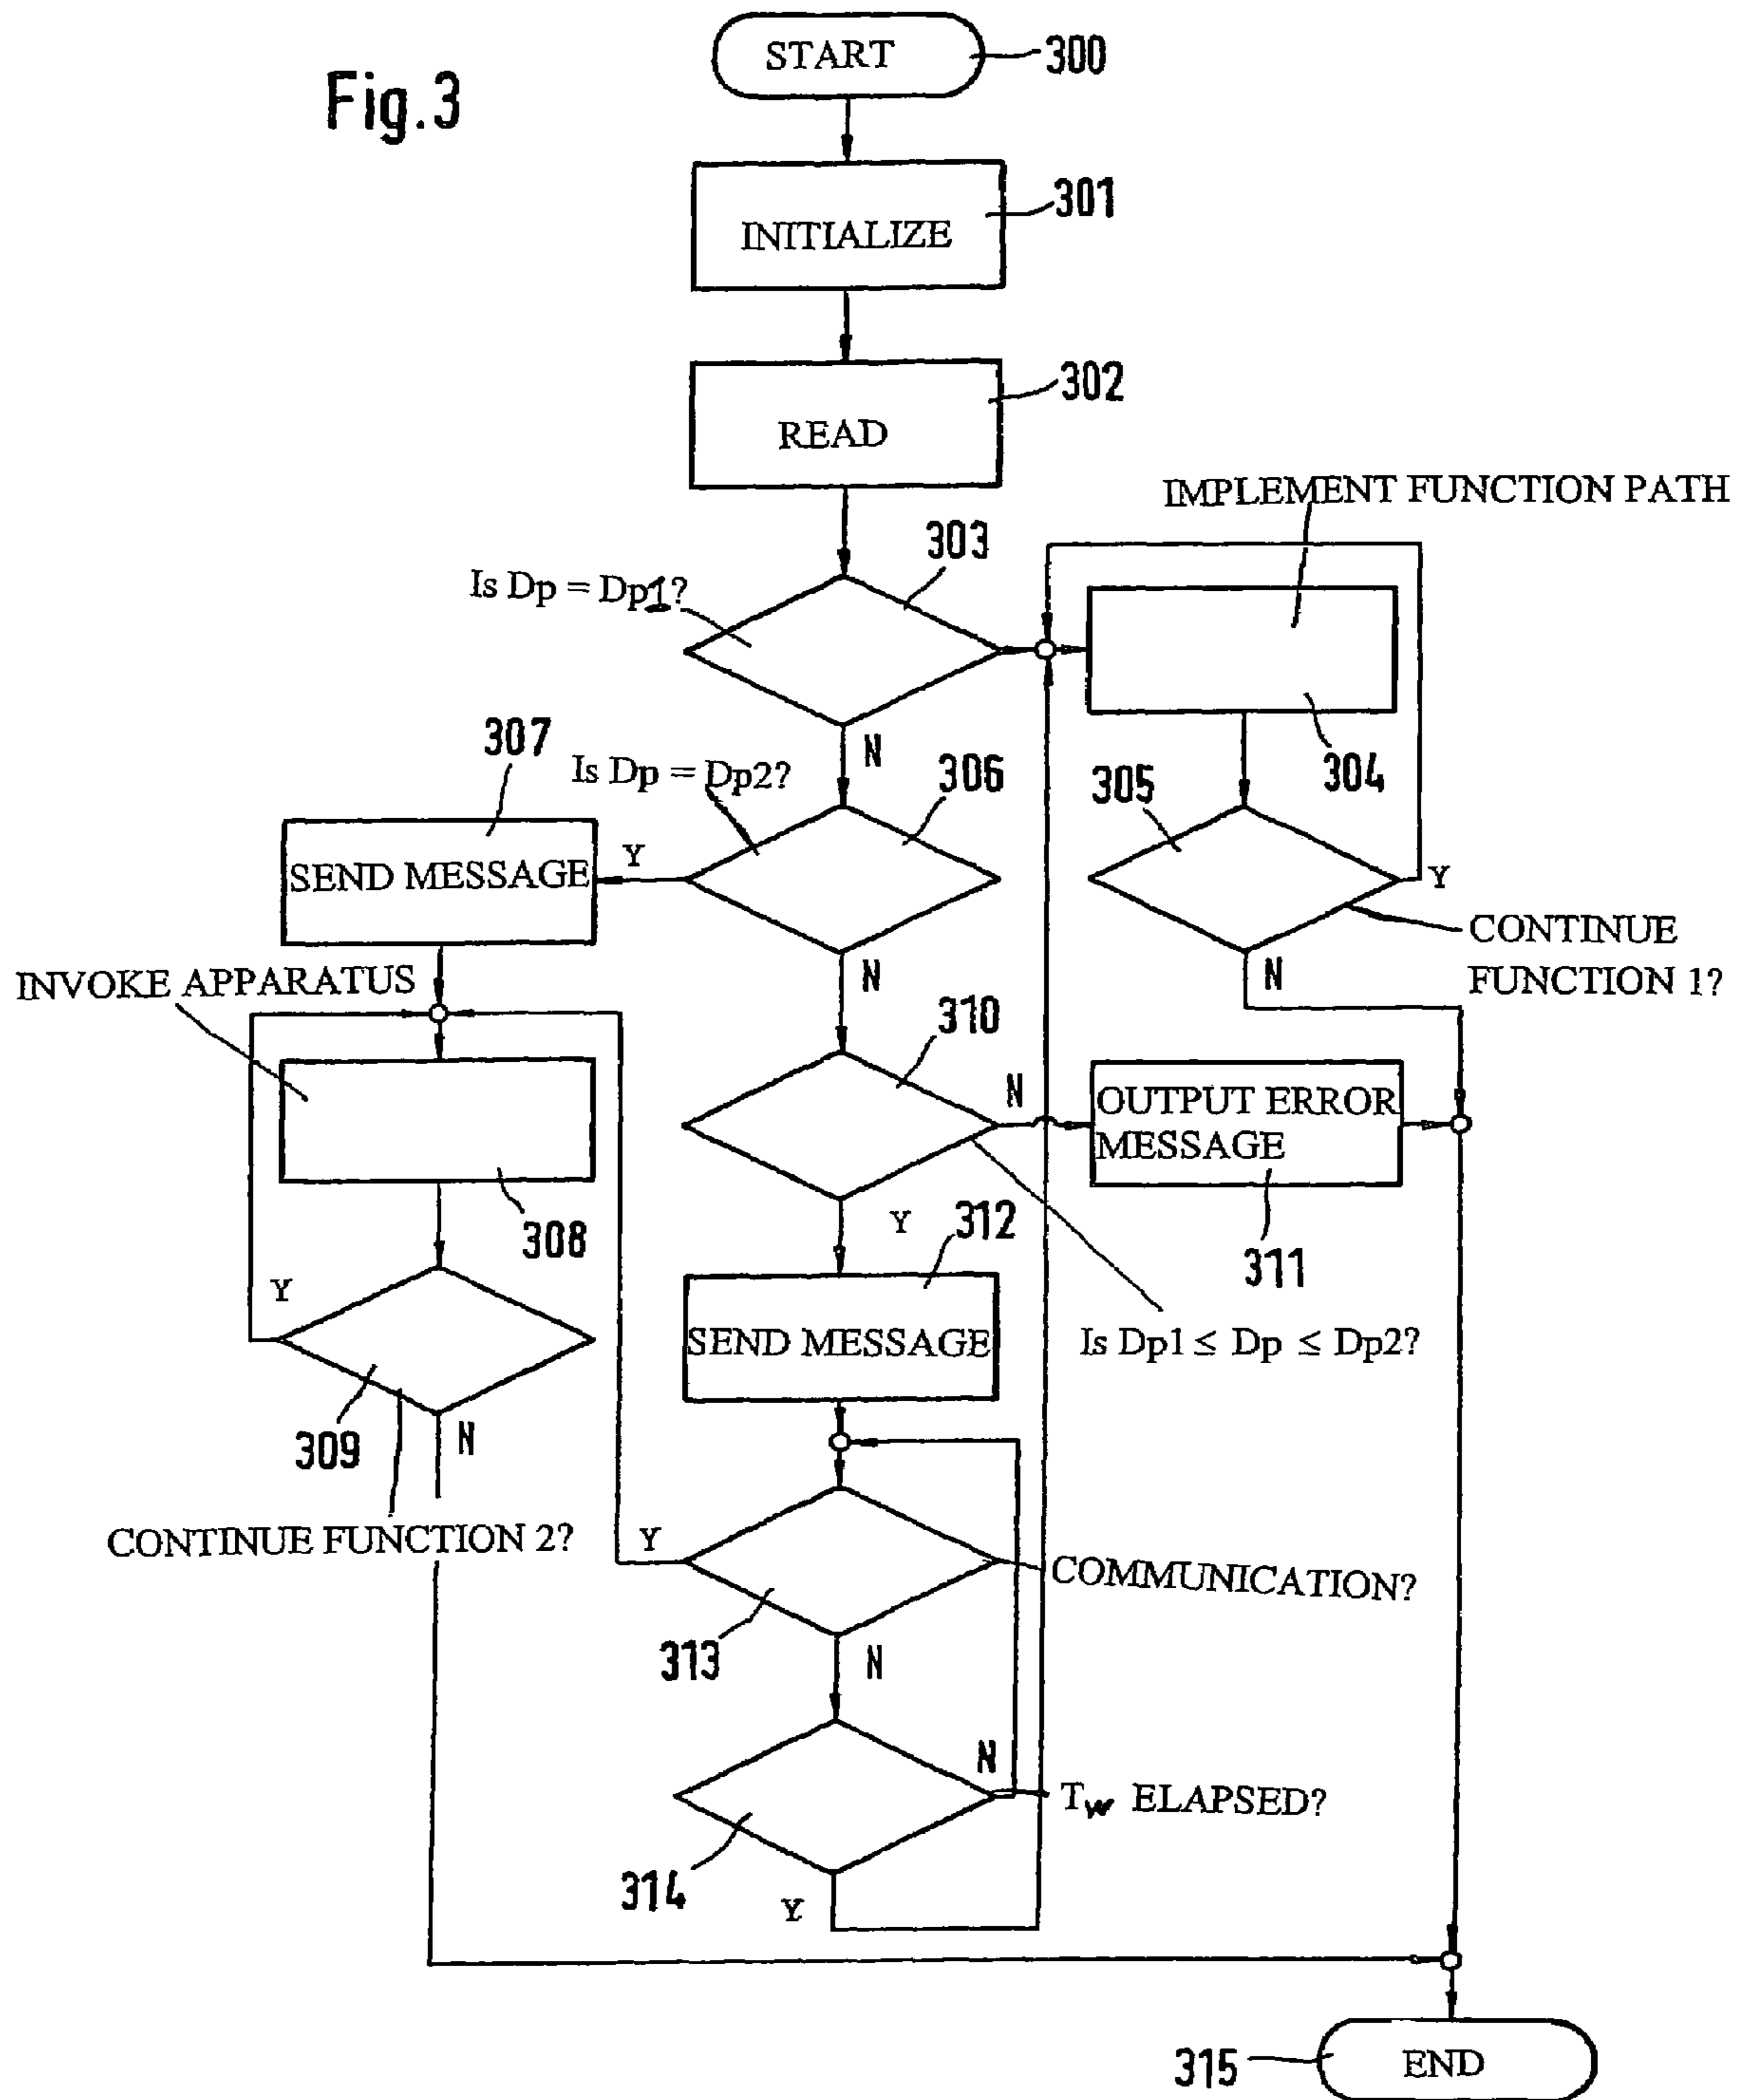 Fig.3
START
300
INITIALIZE
301
READ
302
IMPLEMENT FUNCTION PATH
303
Is Dp = Dp1?
304
N
307
Is Dp = Dp2?
306
305
SEND MESSAGE
Y
Y
CONTINUE
FUNCTION 1?
N
N
INVOKE APPARATUS
310
N
OUTPUT ERROR
MESSAGE
311
308
Y
312
Y
SEND MESSAGE
Is Dp1 ≤ Dp ≤ Dp2?
309
N
CONTINUE FUNCTION 2?
Y
COMMUNICATION?
313
N
N
Tw ELAPSED?
314
Y
315
END